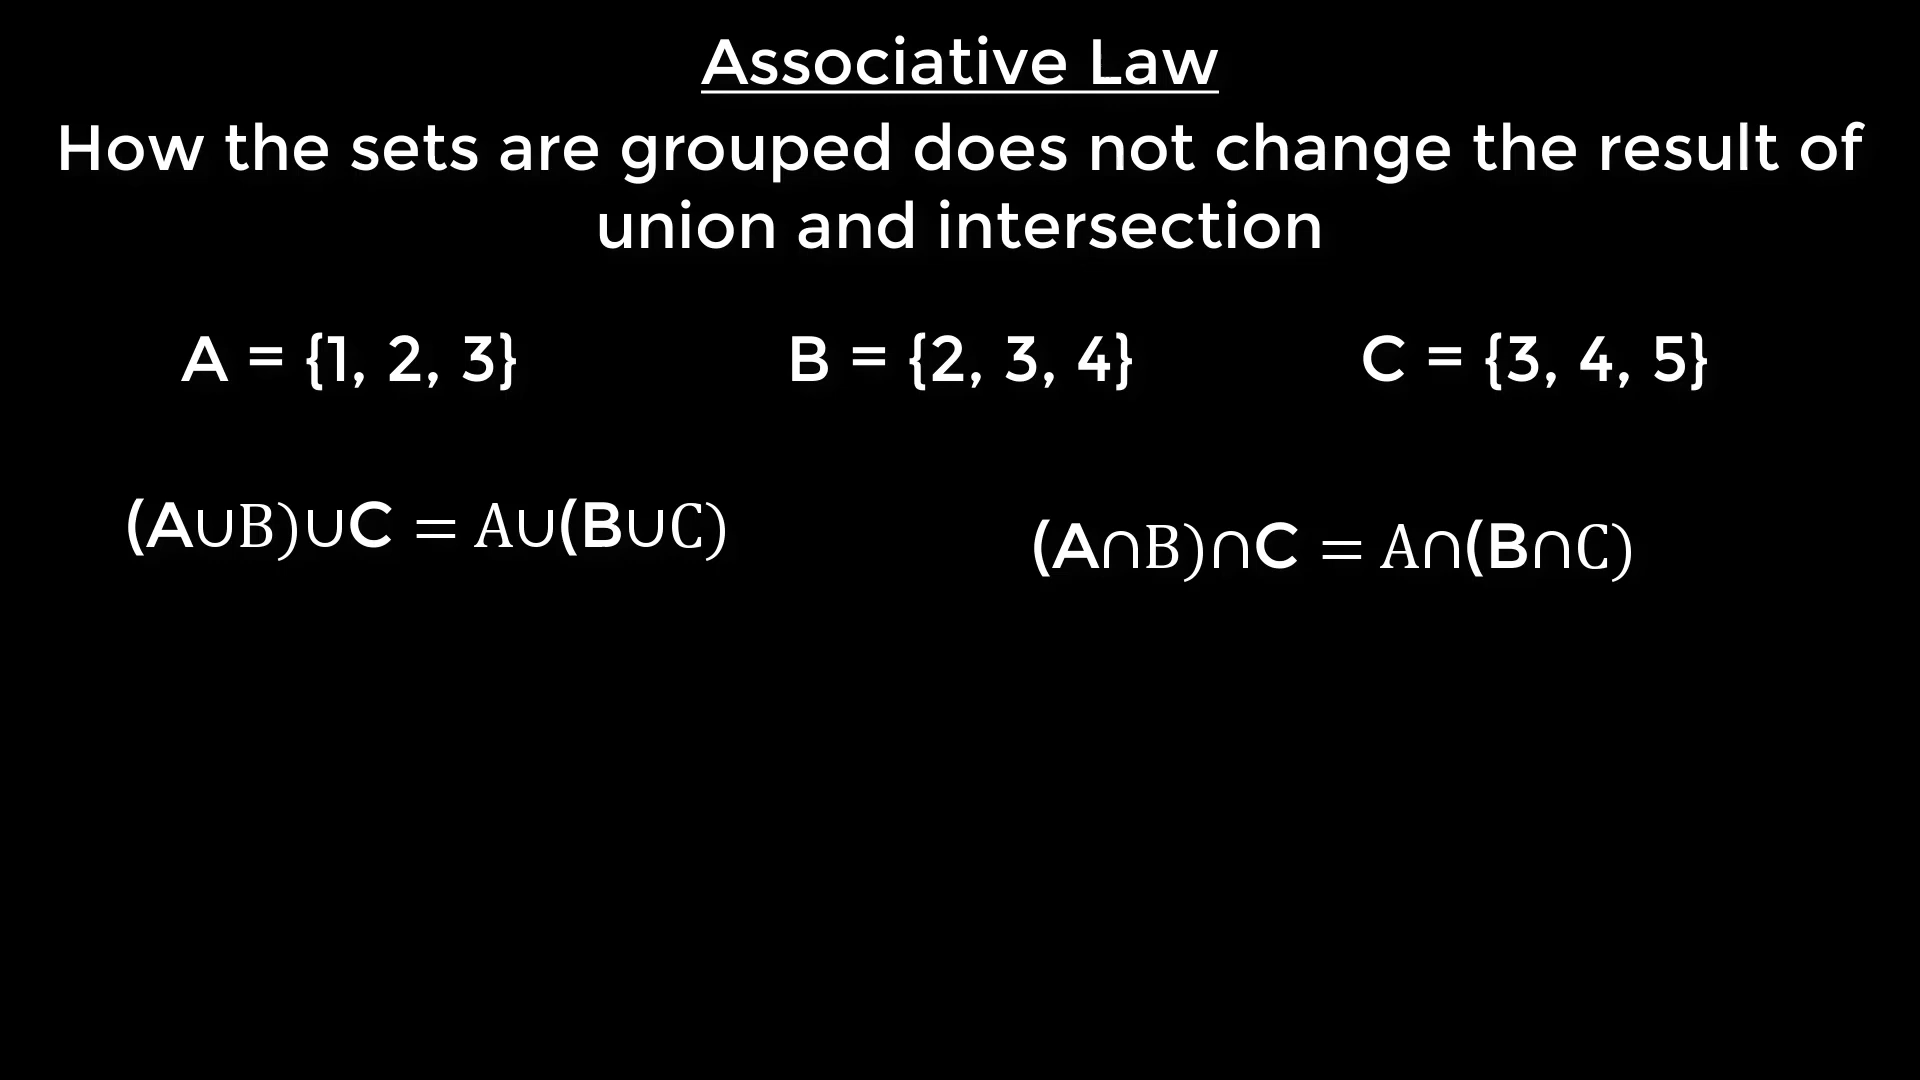 Associative Law
How the sets are grouped does not change the result of
union and intersection
A = {1, 2, 3}
B = {2, 3, 4}
C = {3, 4, 5}
(A∪B)∪C = A∪(B∪C)
(A∩B)∩C = A∩(B∩C)